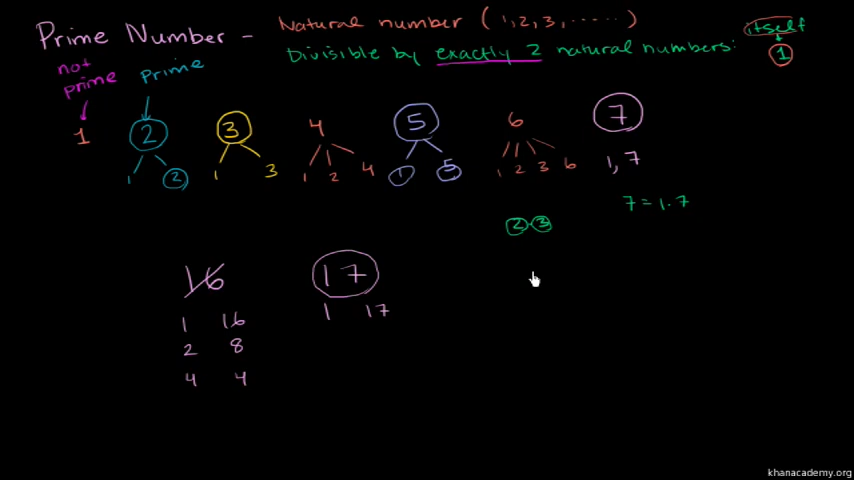 Prime Number - Natural number (1,2,3,......)
Divisible by exactly 2 natural numbers: itself
1
not prime
prime
1 2 3 4 5 6 7
1 2
1 3
1 2 4
1 5
1 2 3 6
1, 7
7 = 1·7
2·3
16 17
1 16
2 8
4 4
1 17
khanacademy.org